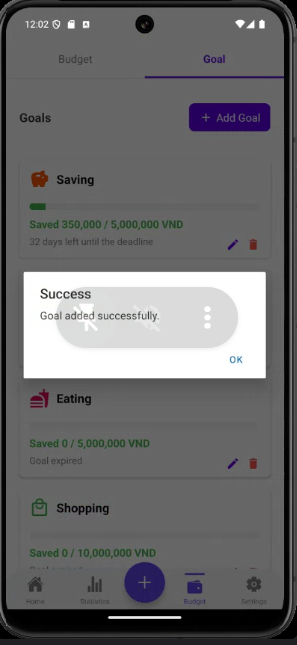 12:02
Budget
Goal
Goals
+ Add Goal
Saving
Saved 350,000 / 5,000,000 VND
32 days left until the deadline
Success
Goal added successfully.
OK
Eating
Saved 0 / 5,000,000 VND
Goal expired
Shopping
Saved 0 / 10,000,000 VND
Home
Statistics
Budget
Settings